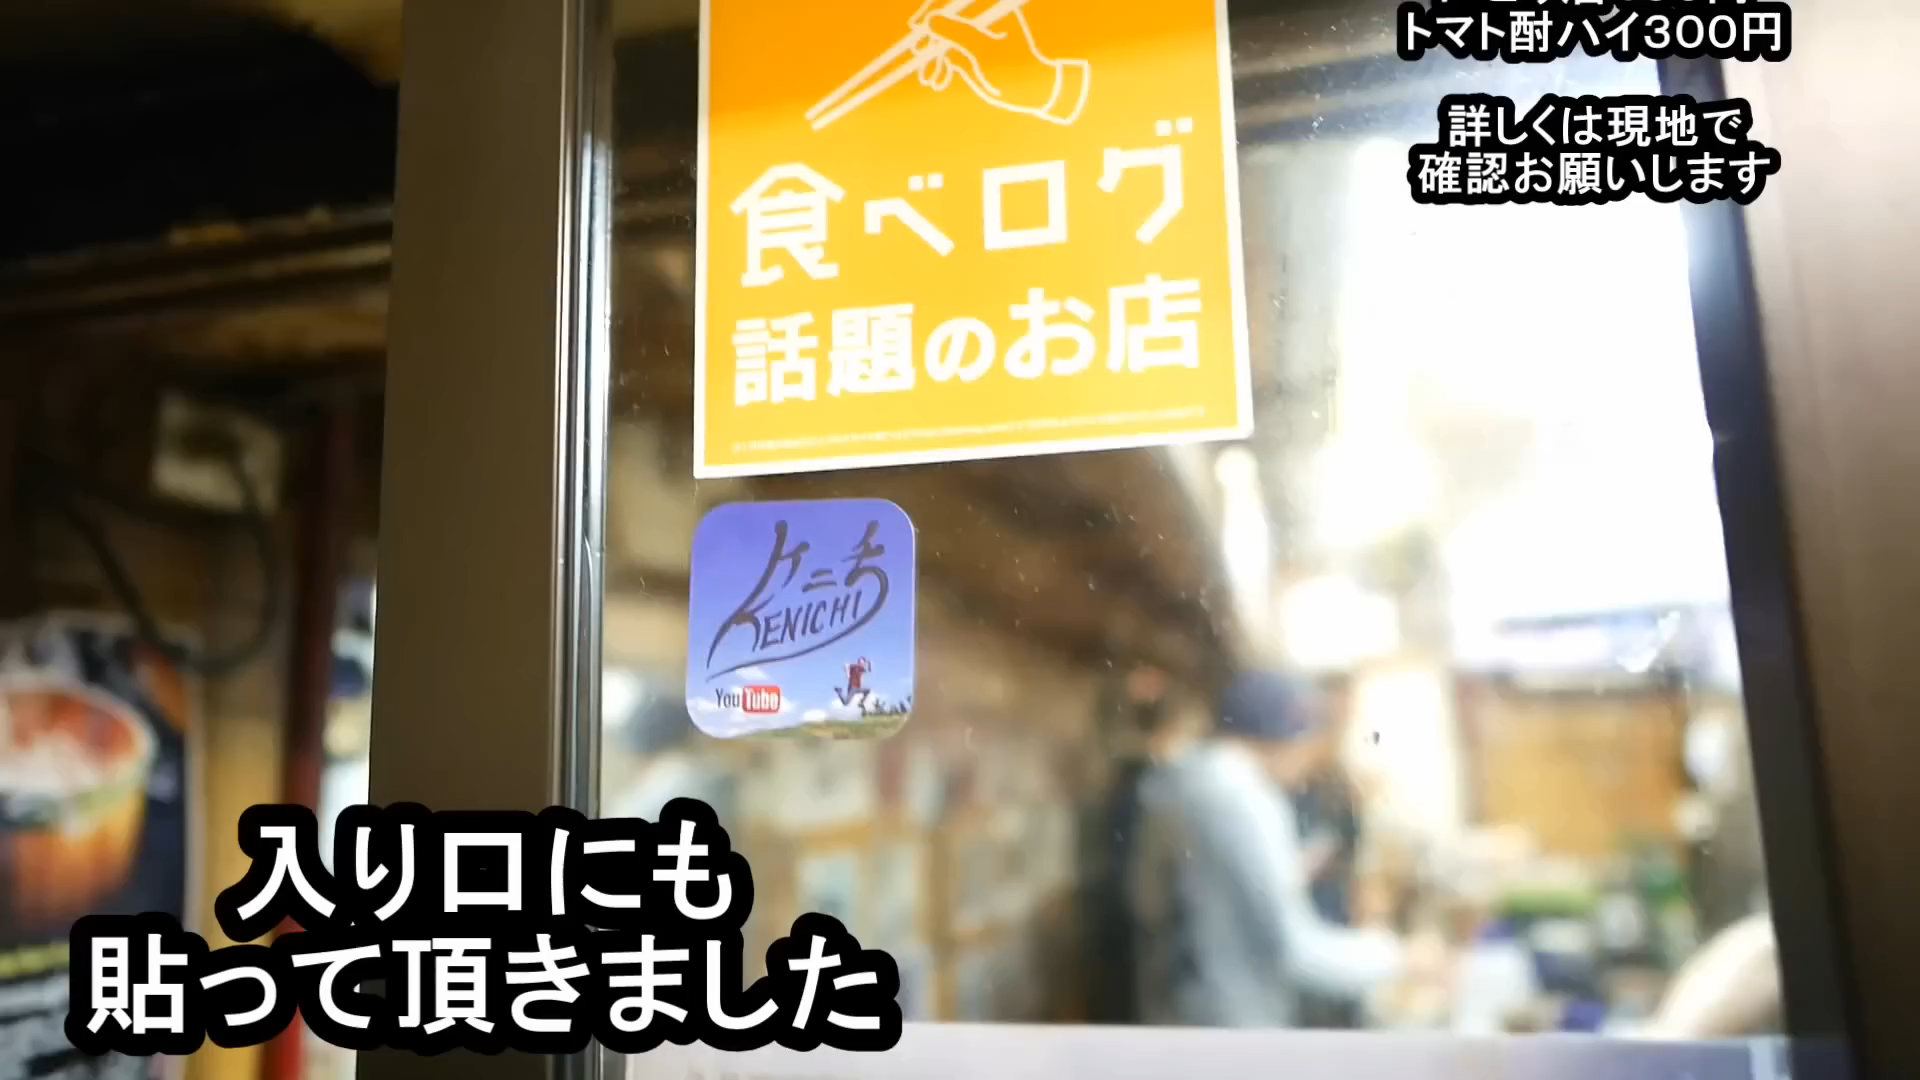 トマト酎ハイ300円
詳しくは現地で
確認お願いします
食べログ
話題のお店
ケニチ
KENICHI
YouTube
入り口にも
貼って頂きました